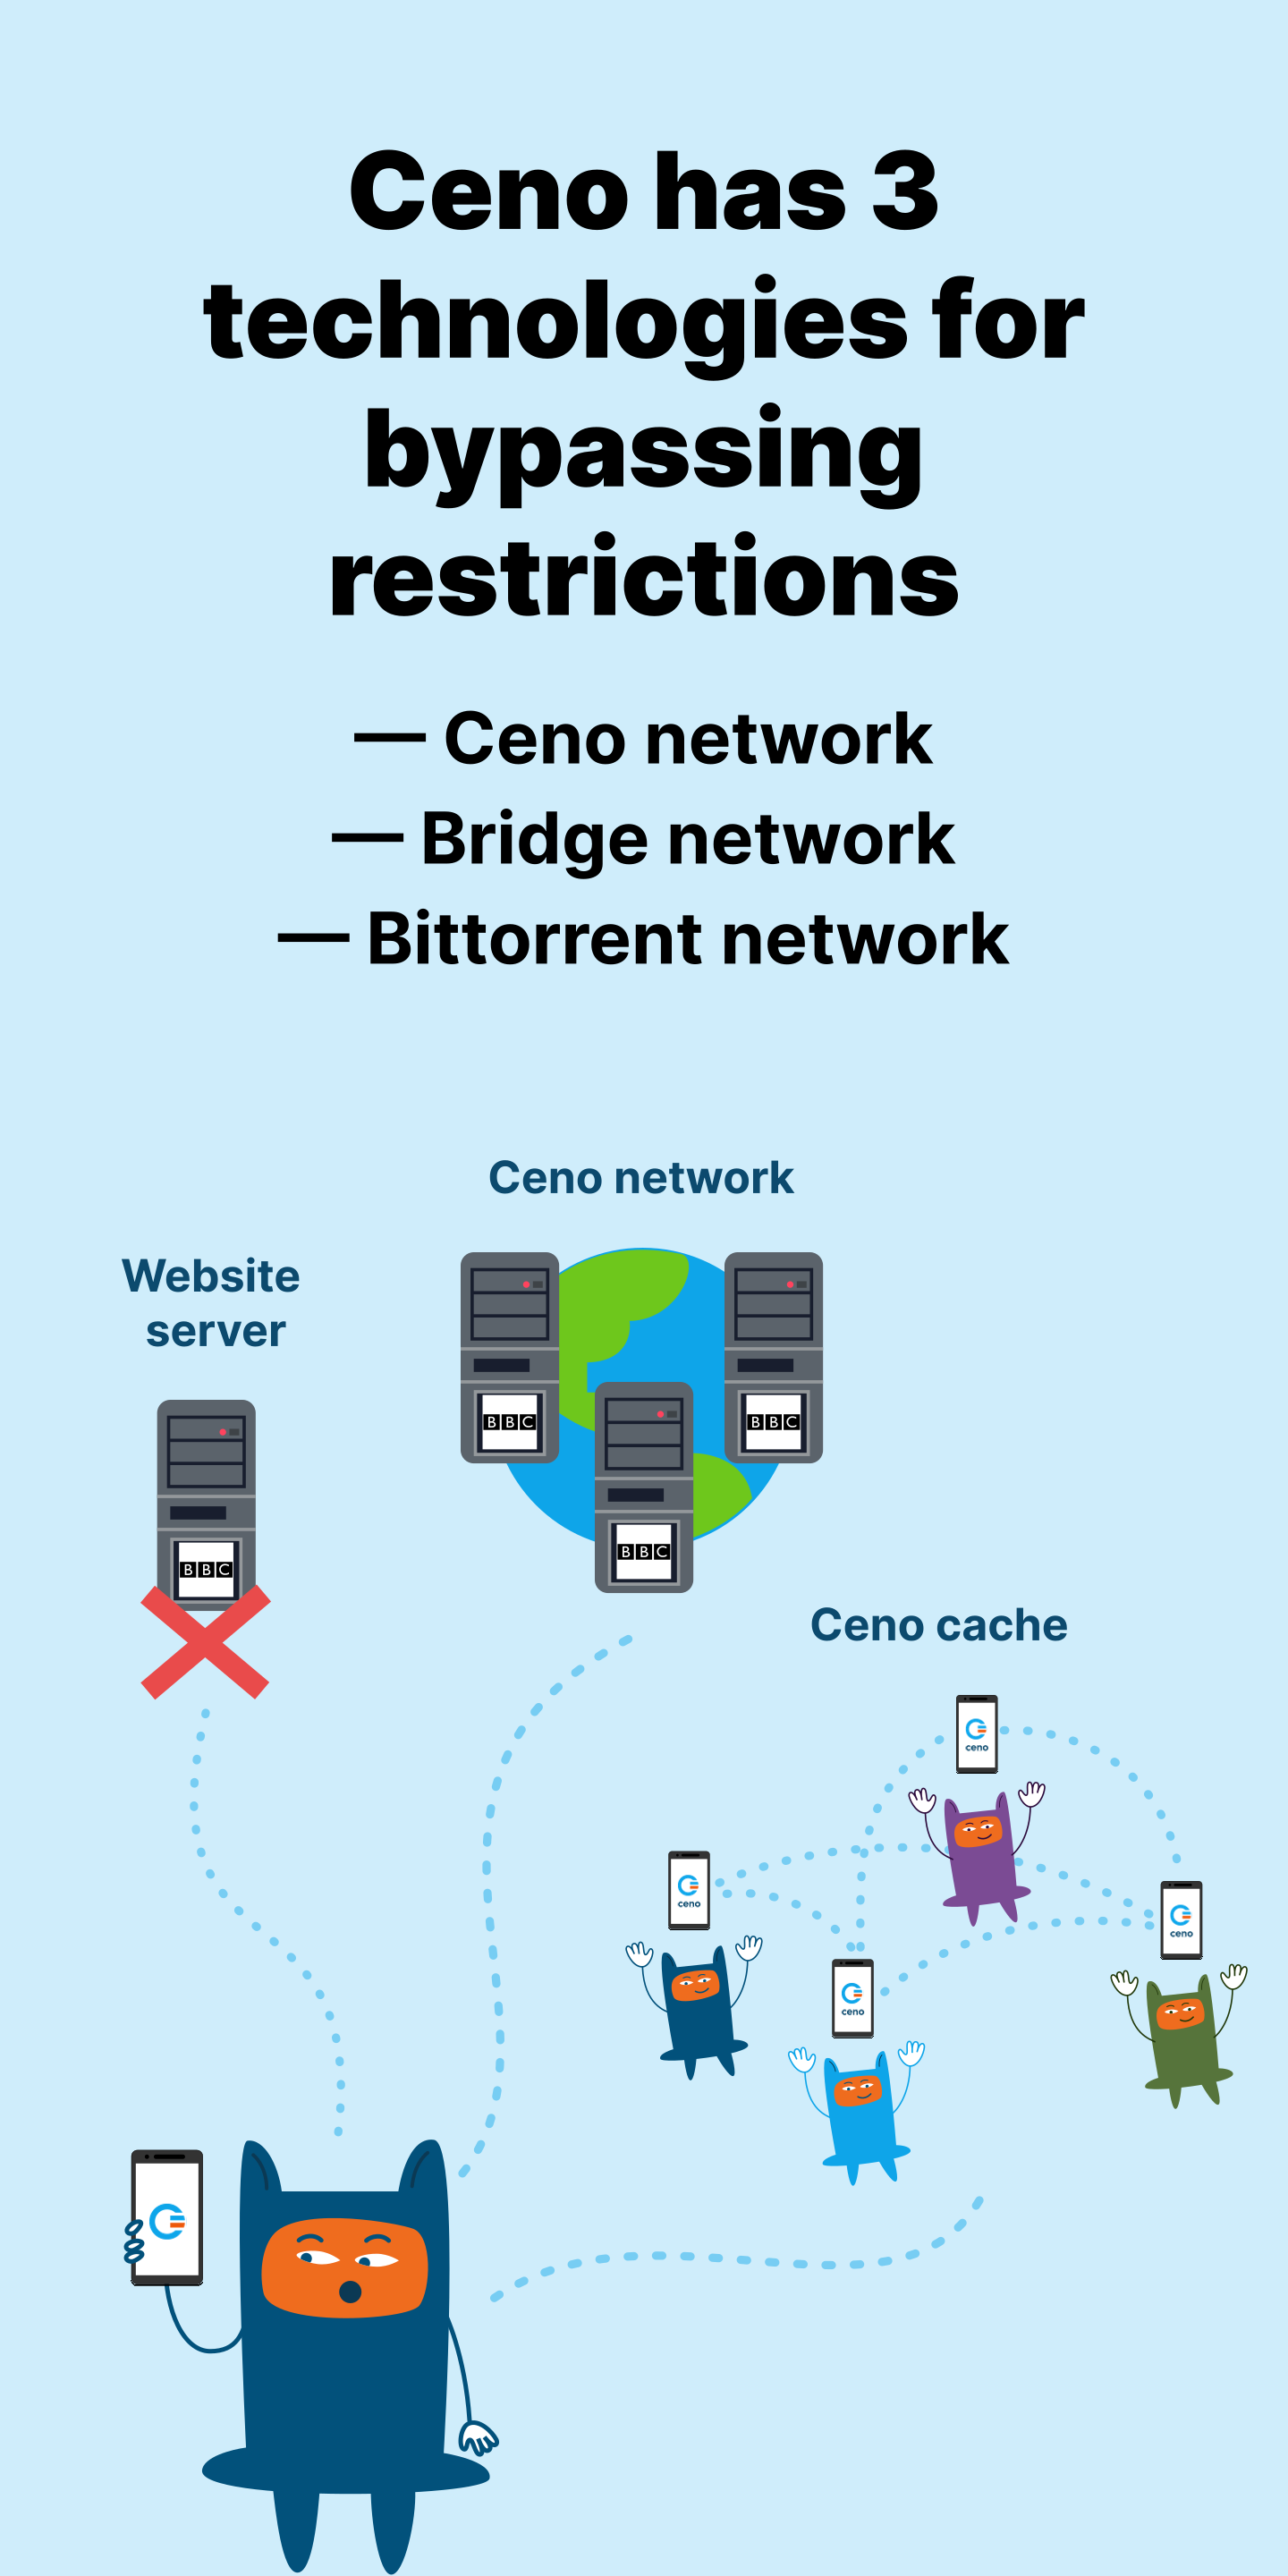 Ceno has 3
technologies for
bypassing
restrictions
— Ceno network
— Bridge network
— Bittorrent network
Ceno network
Website
server
BBC
BBC
BBC
BBC
Ceno cache
ceno
ceno
ceno
ceno